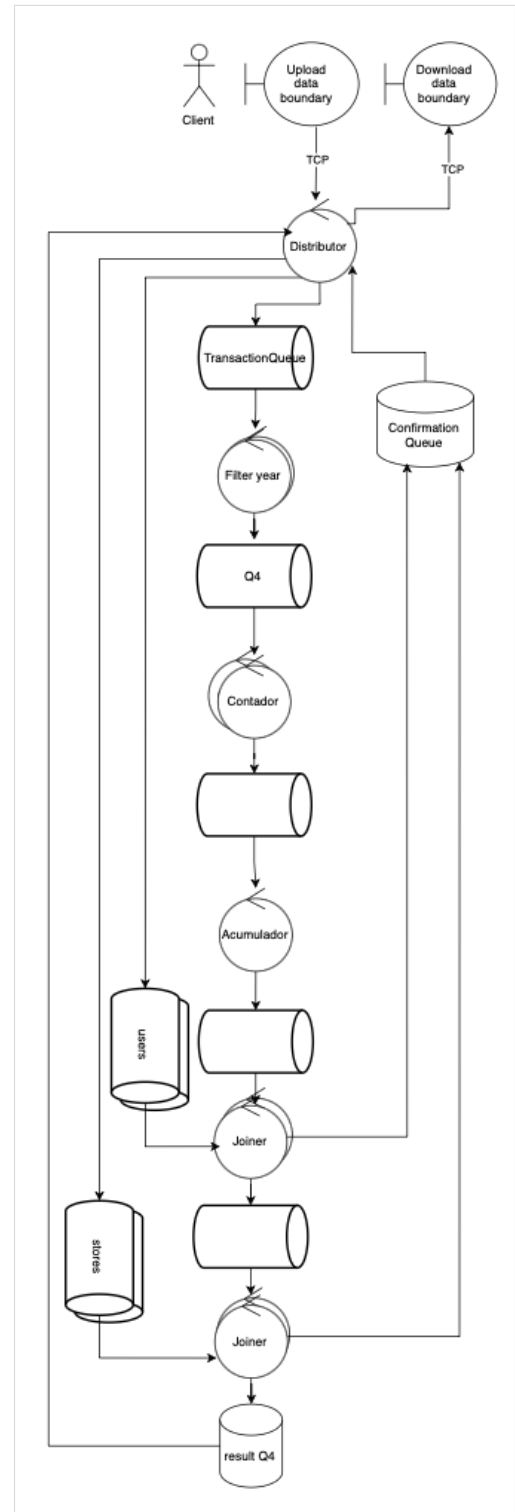 Upload
data
boundary
Download
data
boundary
Client
TCP
TCP
Distributor
TransactionQueue
Confirmation
Queue
Filter year
Q4
Contador
Acumulador
users
Joiner
stores
Joiner
result Q4